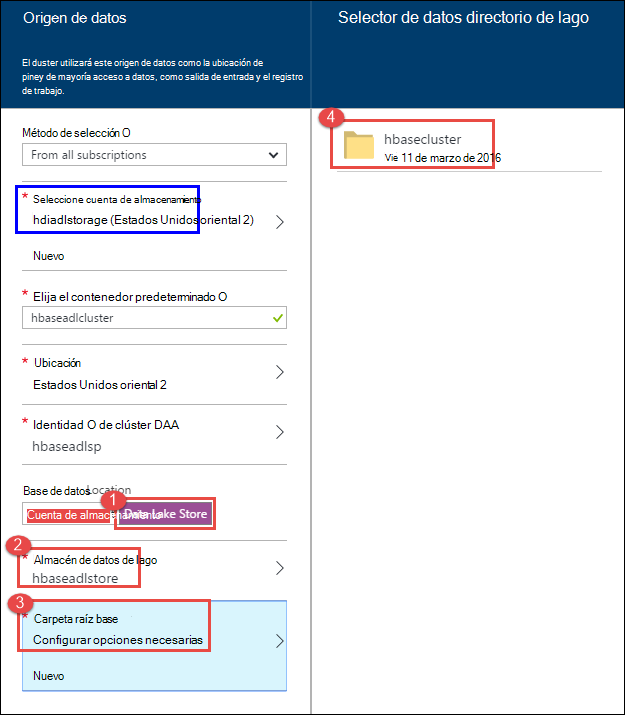 Origen de datos
El duster utilizará este origen de datos como la ubicación de
piney de mayoría acceso a datos, como salida de entrada y el registro
de trabajo.
Método de selección O
From all subscriptions
* Seleccione cuenta de almacenamiento
hdiadlstorage (Estados Unidos oriental 2)
Nuevo
* Elija el contenedor predeterminado O
hbaseadlcluster
* Ubicación
Estados Unidos oriental 2
* Identidad O de clúster DAA
hbaseadlsp
Base de datos Location
1
Cuenta de almacenamiento Data Lake Store
2
* Almacén de datos de lago
hbaseadlstore
3
* Carpeta raíz base
Configurar opciones necesarias
Nuevo
Selector de datos directorio de lago
4
hbasecluster
Vie 11 de marzo de 2016